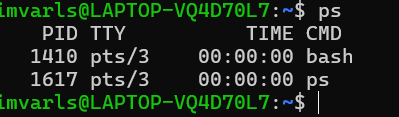 imvarls@LAPTOP-VQ4D70L7:~$ ps
    PID TTY          TIME CMD
   1410 pts/3    00:00:00 bash
   1617 pts/3    00:00:00 ps
imvarls@LAPTOP-VQ4D70L7:~$